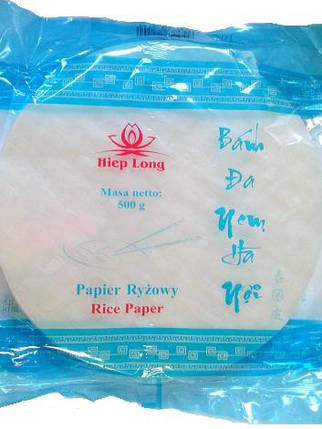 Hiep Long
Masa netto:
500 g
Papier Ryżowy
Rice Paper
Bánh
Đa
Nem
Hà
Nội